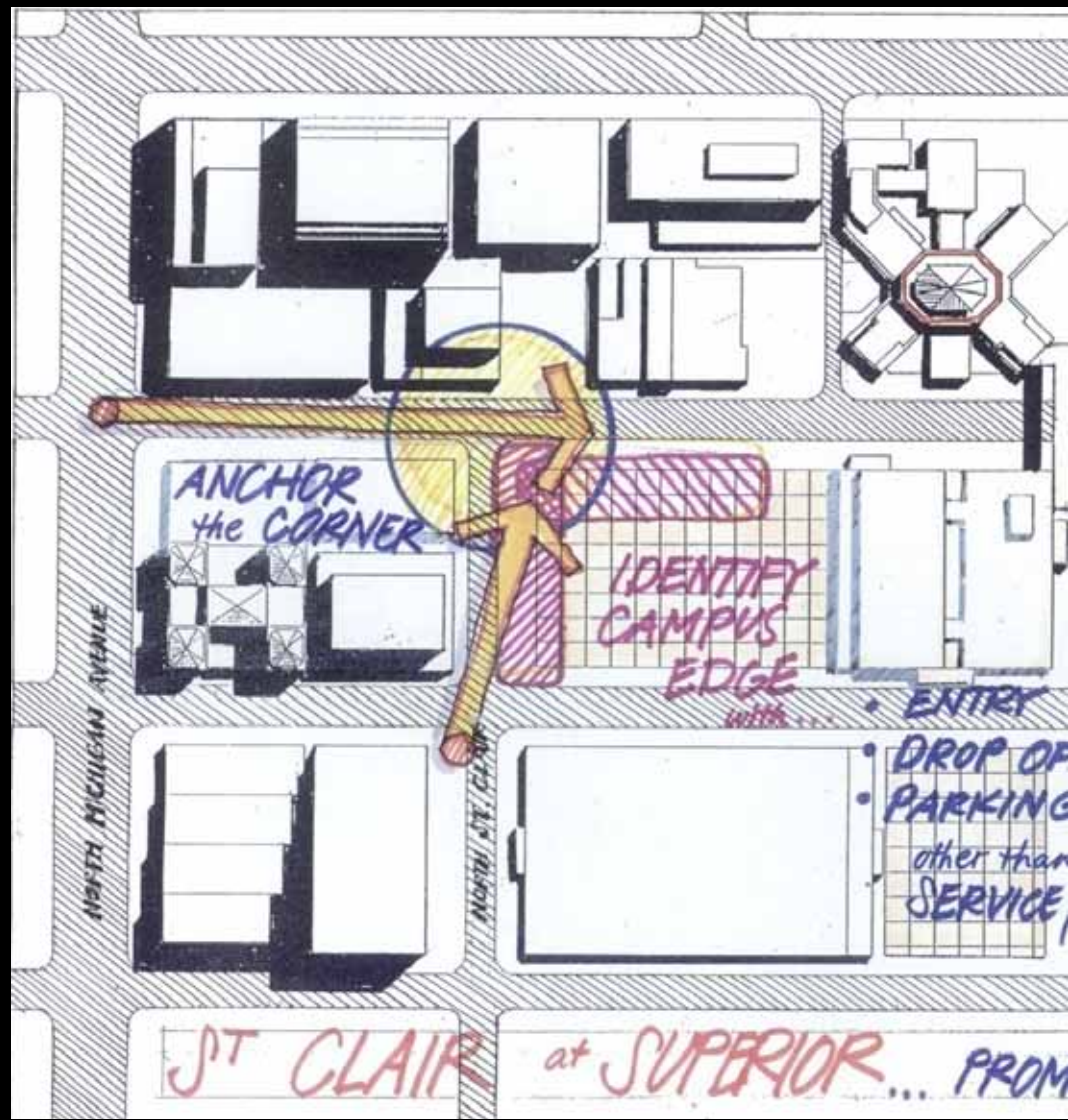 ANCHOR
the CORNER
IDENTIFY
CAMPUS
EDGE
with...
• ENTRY
• DROP OF
• PARKING
other than
SERVICE
NORTH MICHIGAN AVENUE
NORTH ST. CLAIR
ST CLAIR at SUPERIOR... PROM